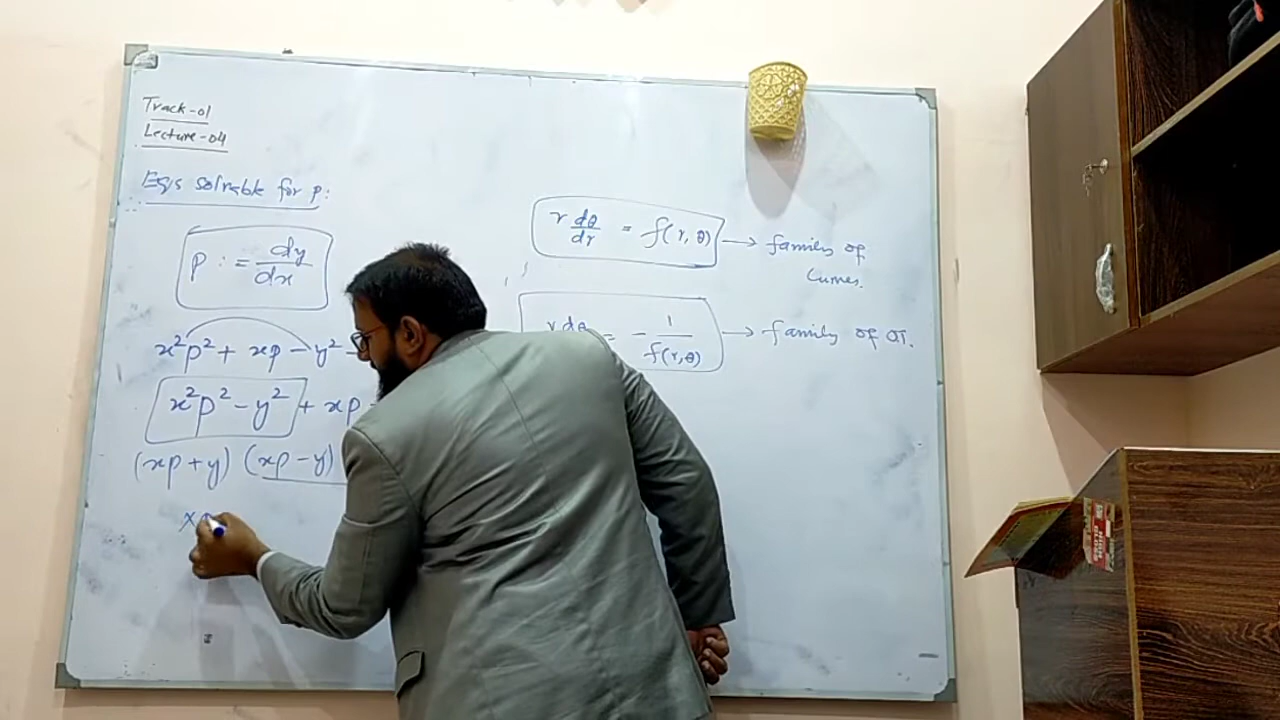 Track-01
Lecture-04
Eq/s solvable for p:
p := dy/dx
x²p² + xp - y²
x²p² - y² + xp
(xp + y) (xp - y)
x
r dθ/dr = f(r, θ) → family of
Curves.
r dθ = - 1/f(r,θ) → family of OT.